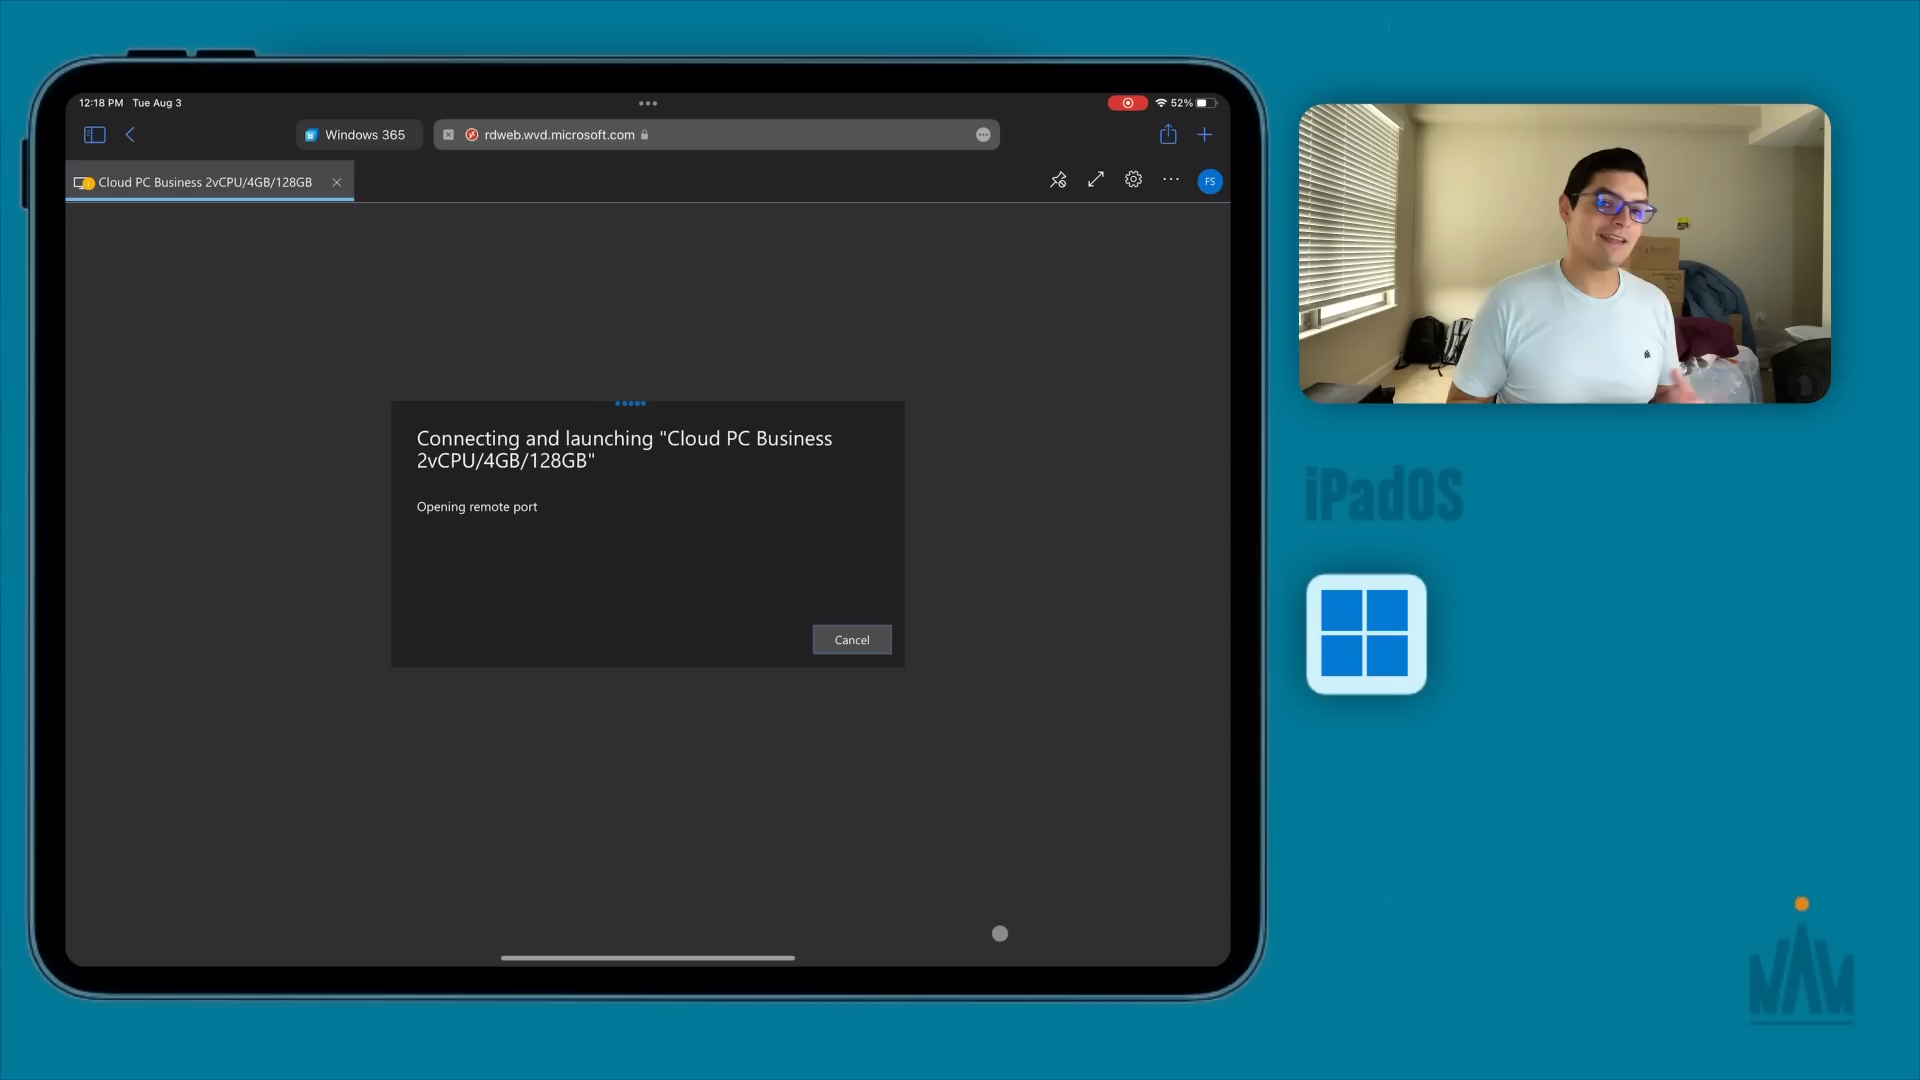 12:18 PM Tue Aug 3
52%
Windows 365
rdweb.wvd.microsoft.com
Cloud PC Business 2vCPU/4GB/128GB
FS
Connecting and launching "Cloud PC Business
2vCPU/4GB/128GB"
Opening remote port
Cancel
iPadOS